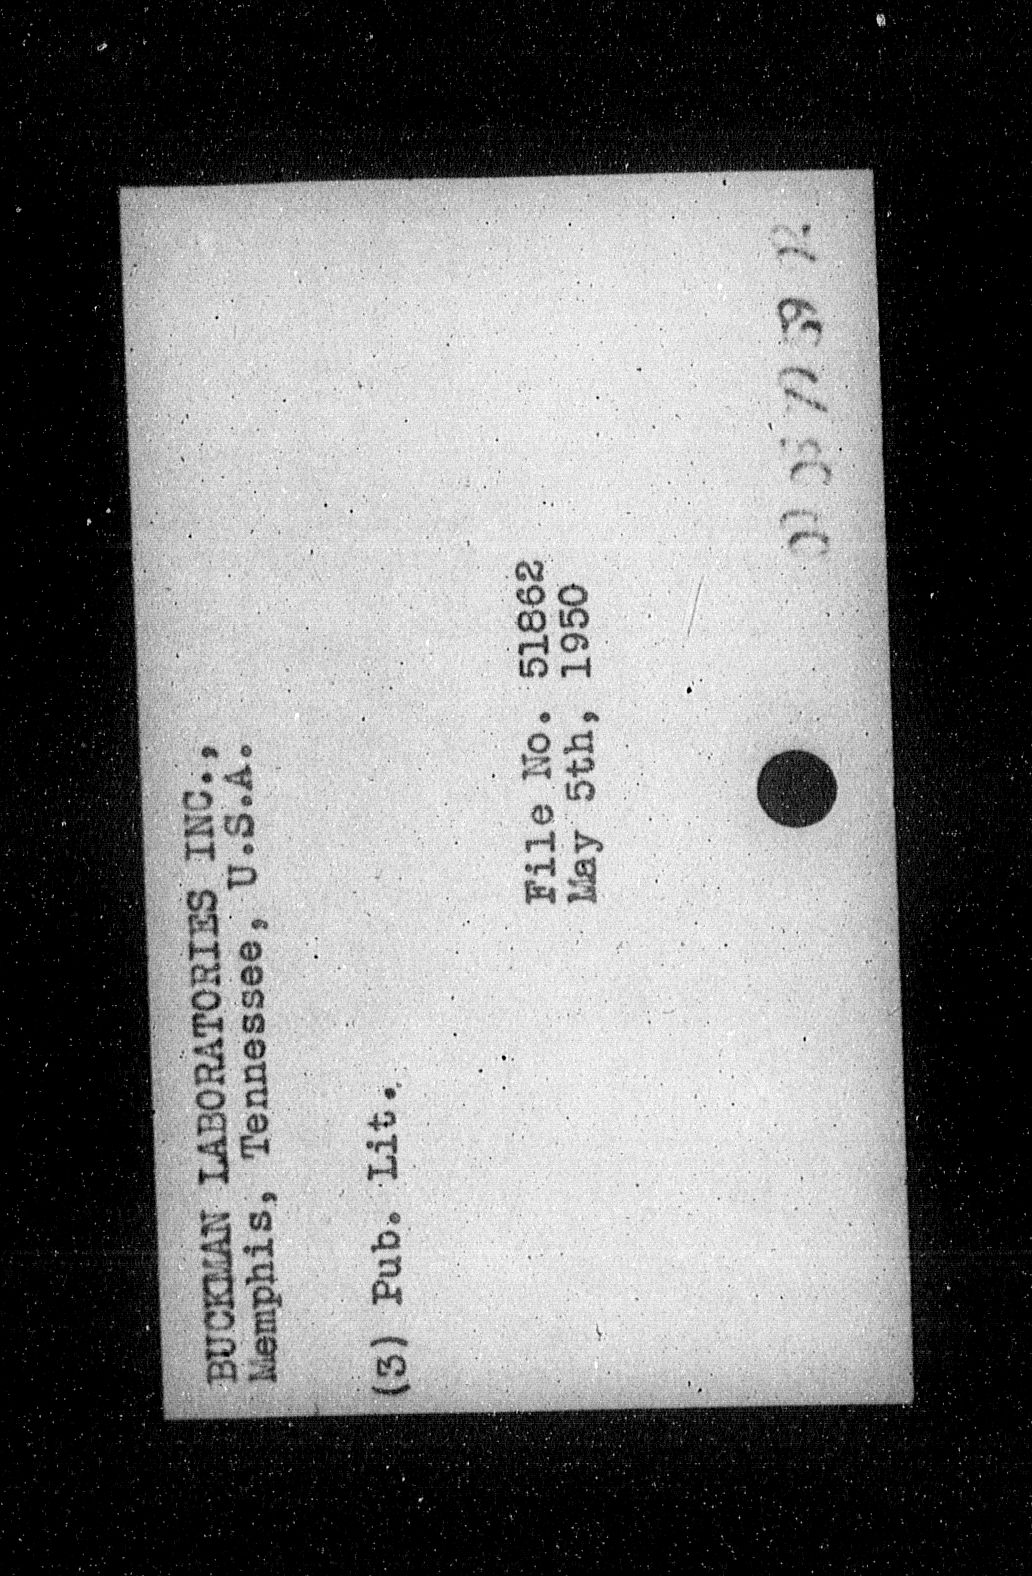 BUCKMAN LABORATORIES INC.,
Memphis, Tennessee, U.S.A.
(3) Pub. Lit.
File No. 51862
May 5th, 1950